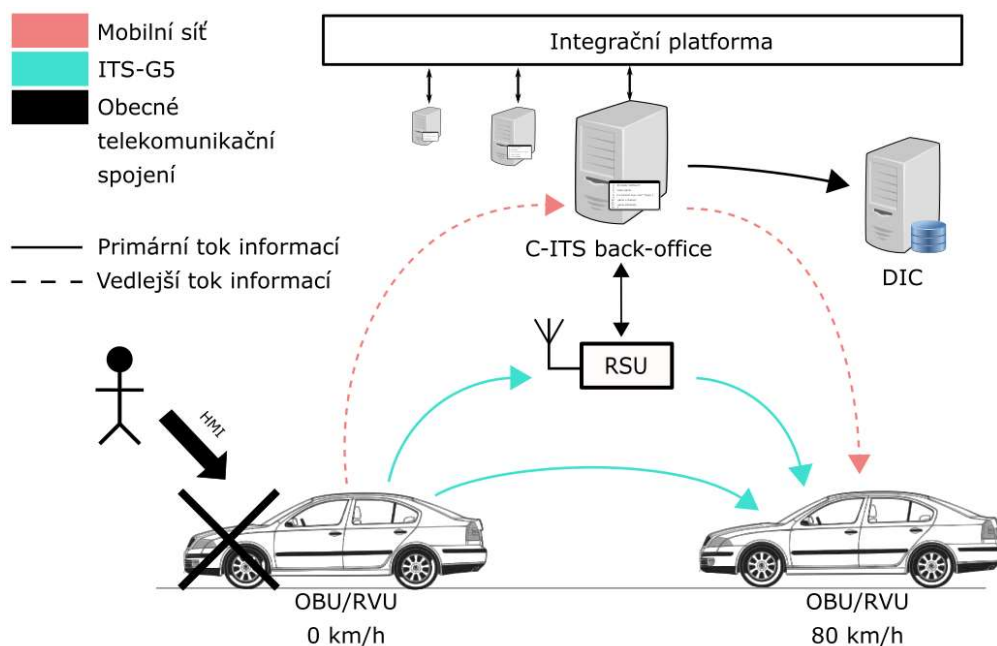 Mobilní síť
ITS-G5
Obecné
telekomunikační
spojení
Primární tok informací
Vedlejší tok informací
Integrační platforma
C-ITS back-office
DIC
RSU
HMI
OBU/RVU
0 km/h
OBU/RVU
80 km/h